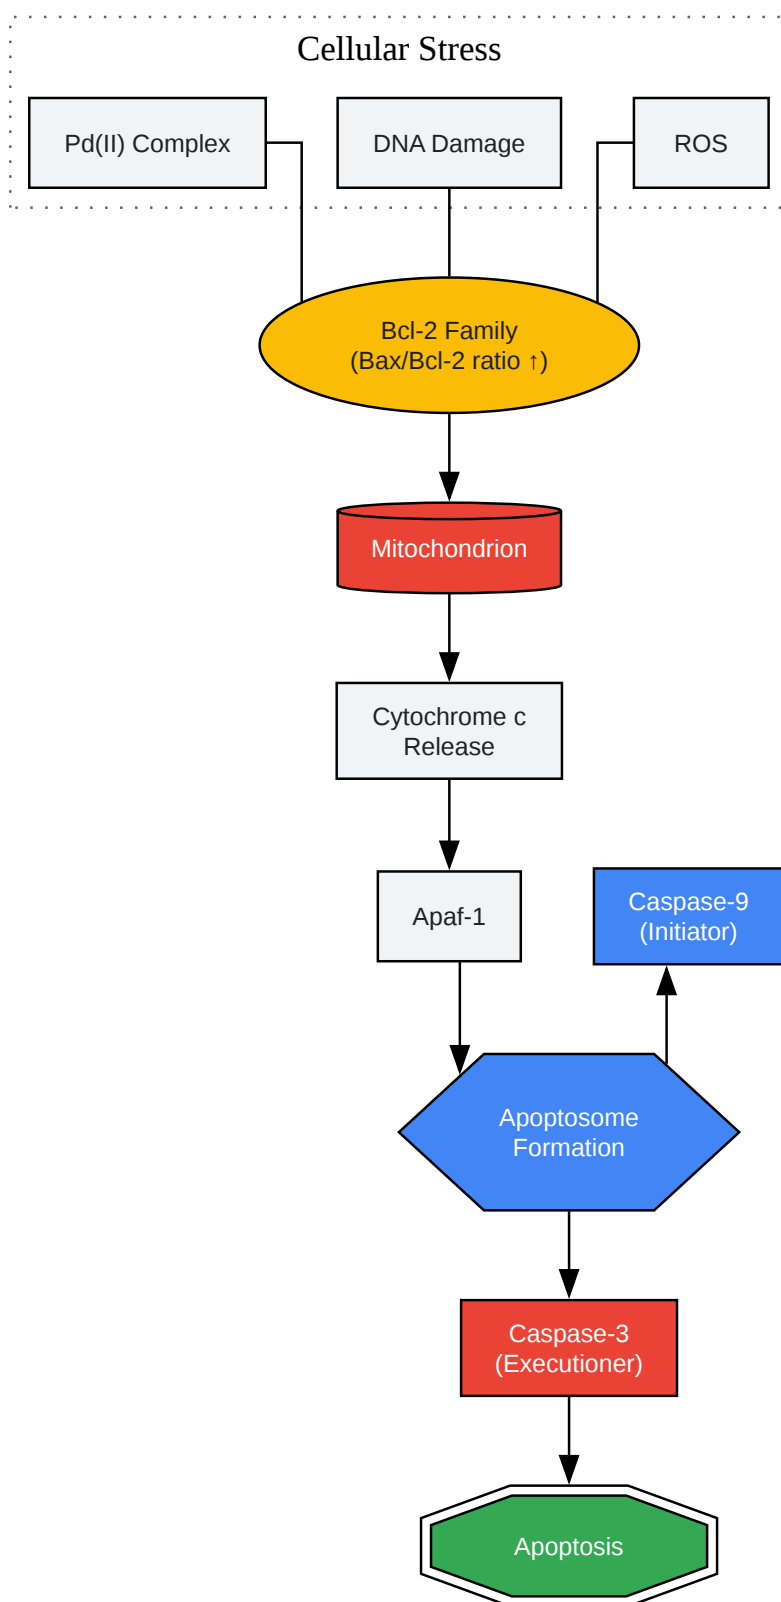 Cellular Stress
Pd(II) Complex
DNA Damage
ROS
Bcl-2 Family
(Bax/Bcl-2 ratio ↑)
Mitochondrion
Cytochrome c
Release
Apaf-1
Caspase-9
(Initiator)
Apoptosome
Formation
Caspase-3
(Executioner)
Apoptosis